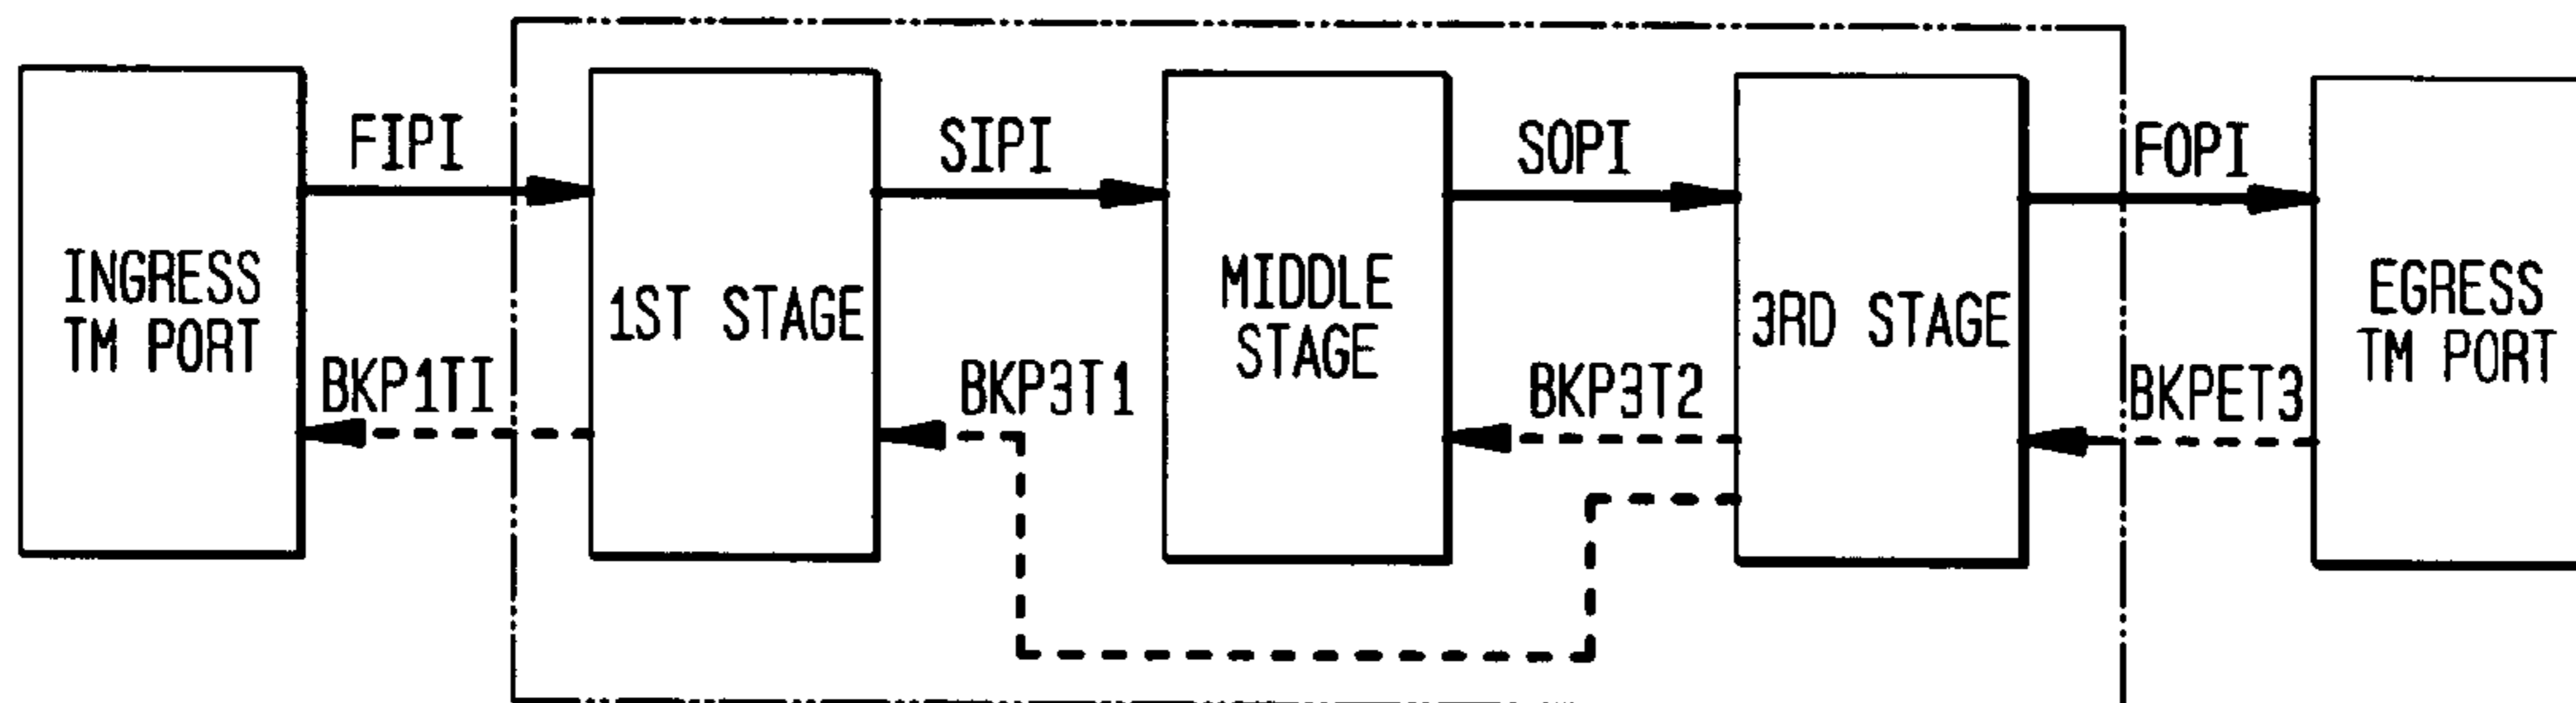 FIPI
SIPI
SOPI
FOPI
INGRESS
TM PORT
1ST STAGE
MIDDLE
STAGE
3RD STAGE
EGRESS
TM PORT
BKP1TI
BKP3T1
BKP3T2
BKPET3